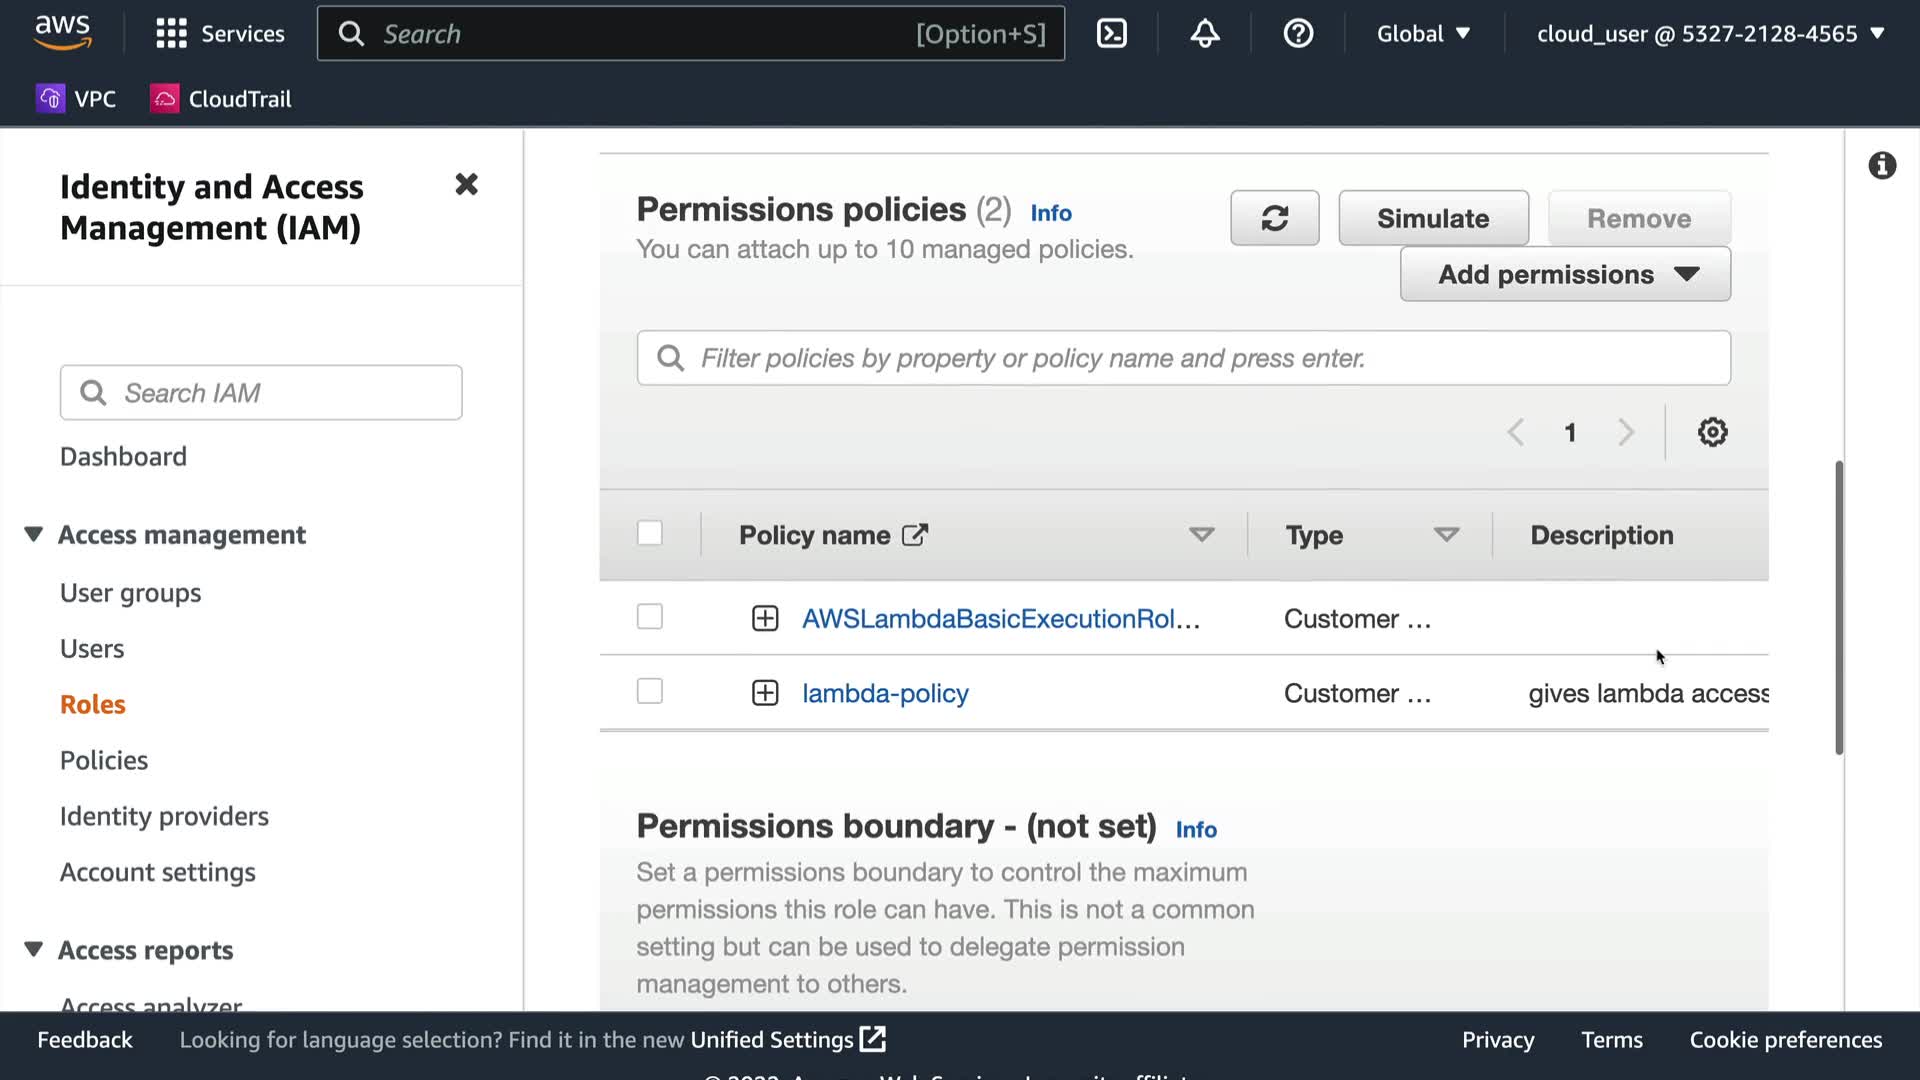 aws
Services
Search
[Option+S]
Global
cloud_user @ 5327-2128-4565
VPC
CloudTrail
Identity and Access
Management (IAM)
Search IAM
Dashboard
Access management
User groups
Users
Roles
Policies
Identity providers
Account settings
Access reports
Access analyzer
Permissions policies (2) Info
You can attach up to 10 managed policies.
Simulate
Remove
Add permissions
Filter policies by property or policy name and press enter.
1
Policy name
Type
Description
AWSLambdaBasicExecutionRol...
Customer ...
lambda-policy
Customer ...
gives lambda access
Permissions boundary - (not set) Info
Set a permissions boundary to control the maximum
permissions this role can have. This is not a common
setting but can be used to delegate permission
management to others.
Feedback
Looking for language selection? Find it in the new Unified Settings
Privacy
Terms
Cookie preferences